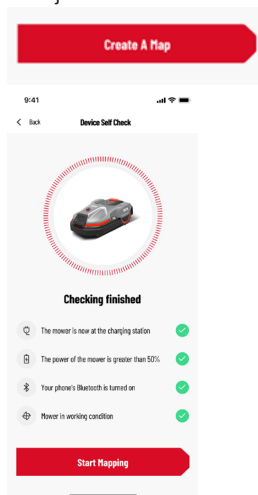 Create A Map
9:41
Back
Device Self Check
Checking finished
The mower is now at the charging station
The power of the mower is greater than 50%
Your phone's Bluetooth is turned on
Mower in working condition
Start Mapping